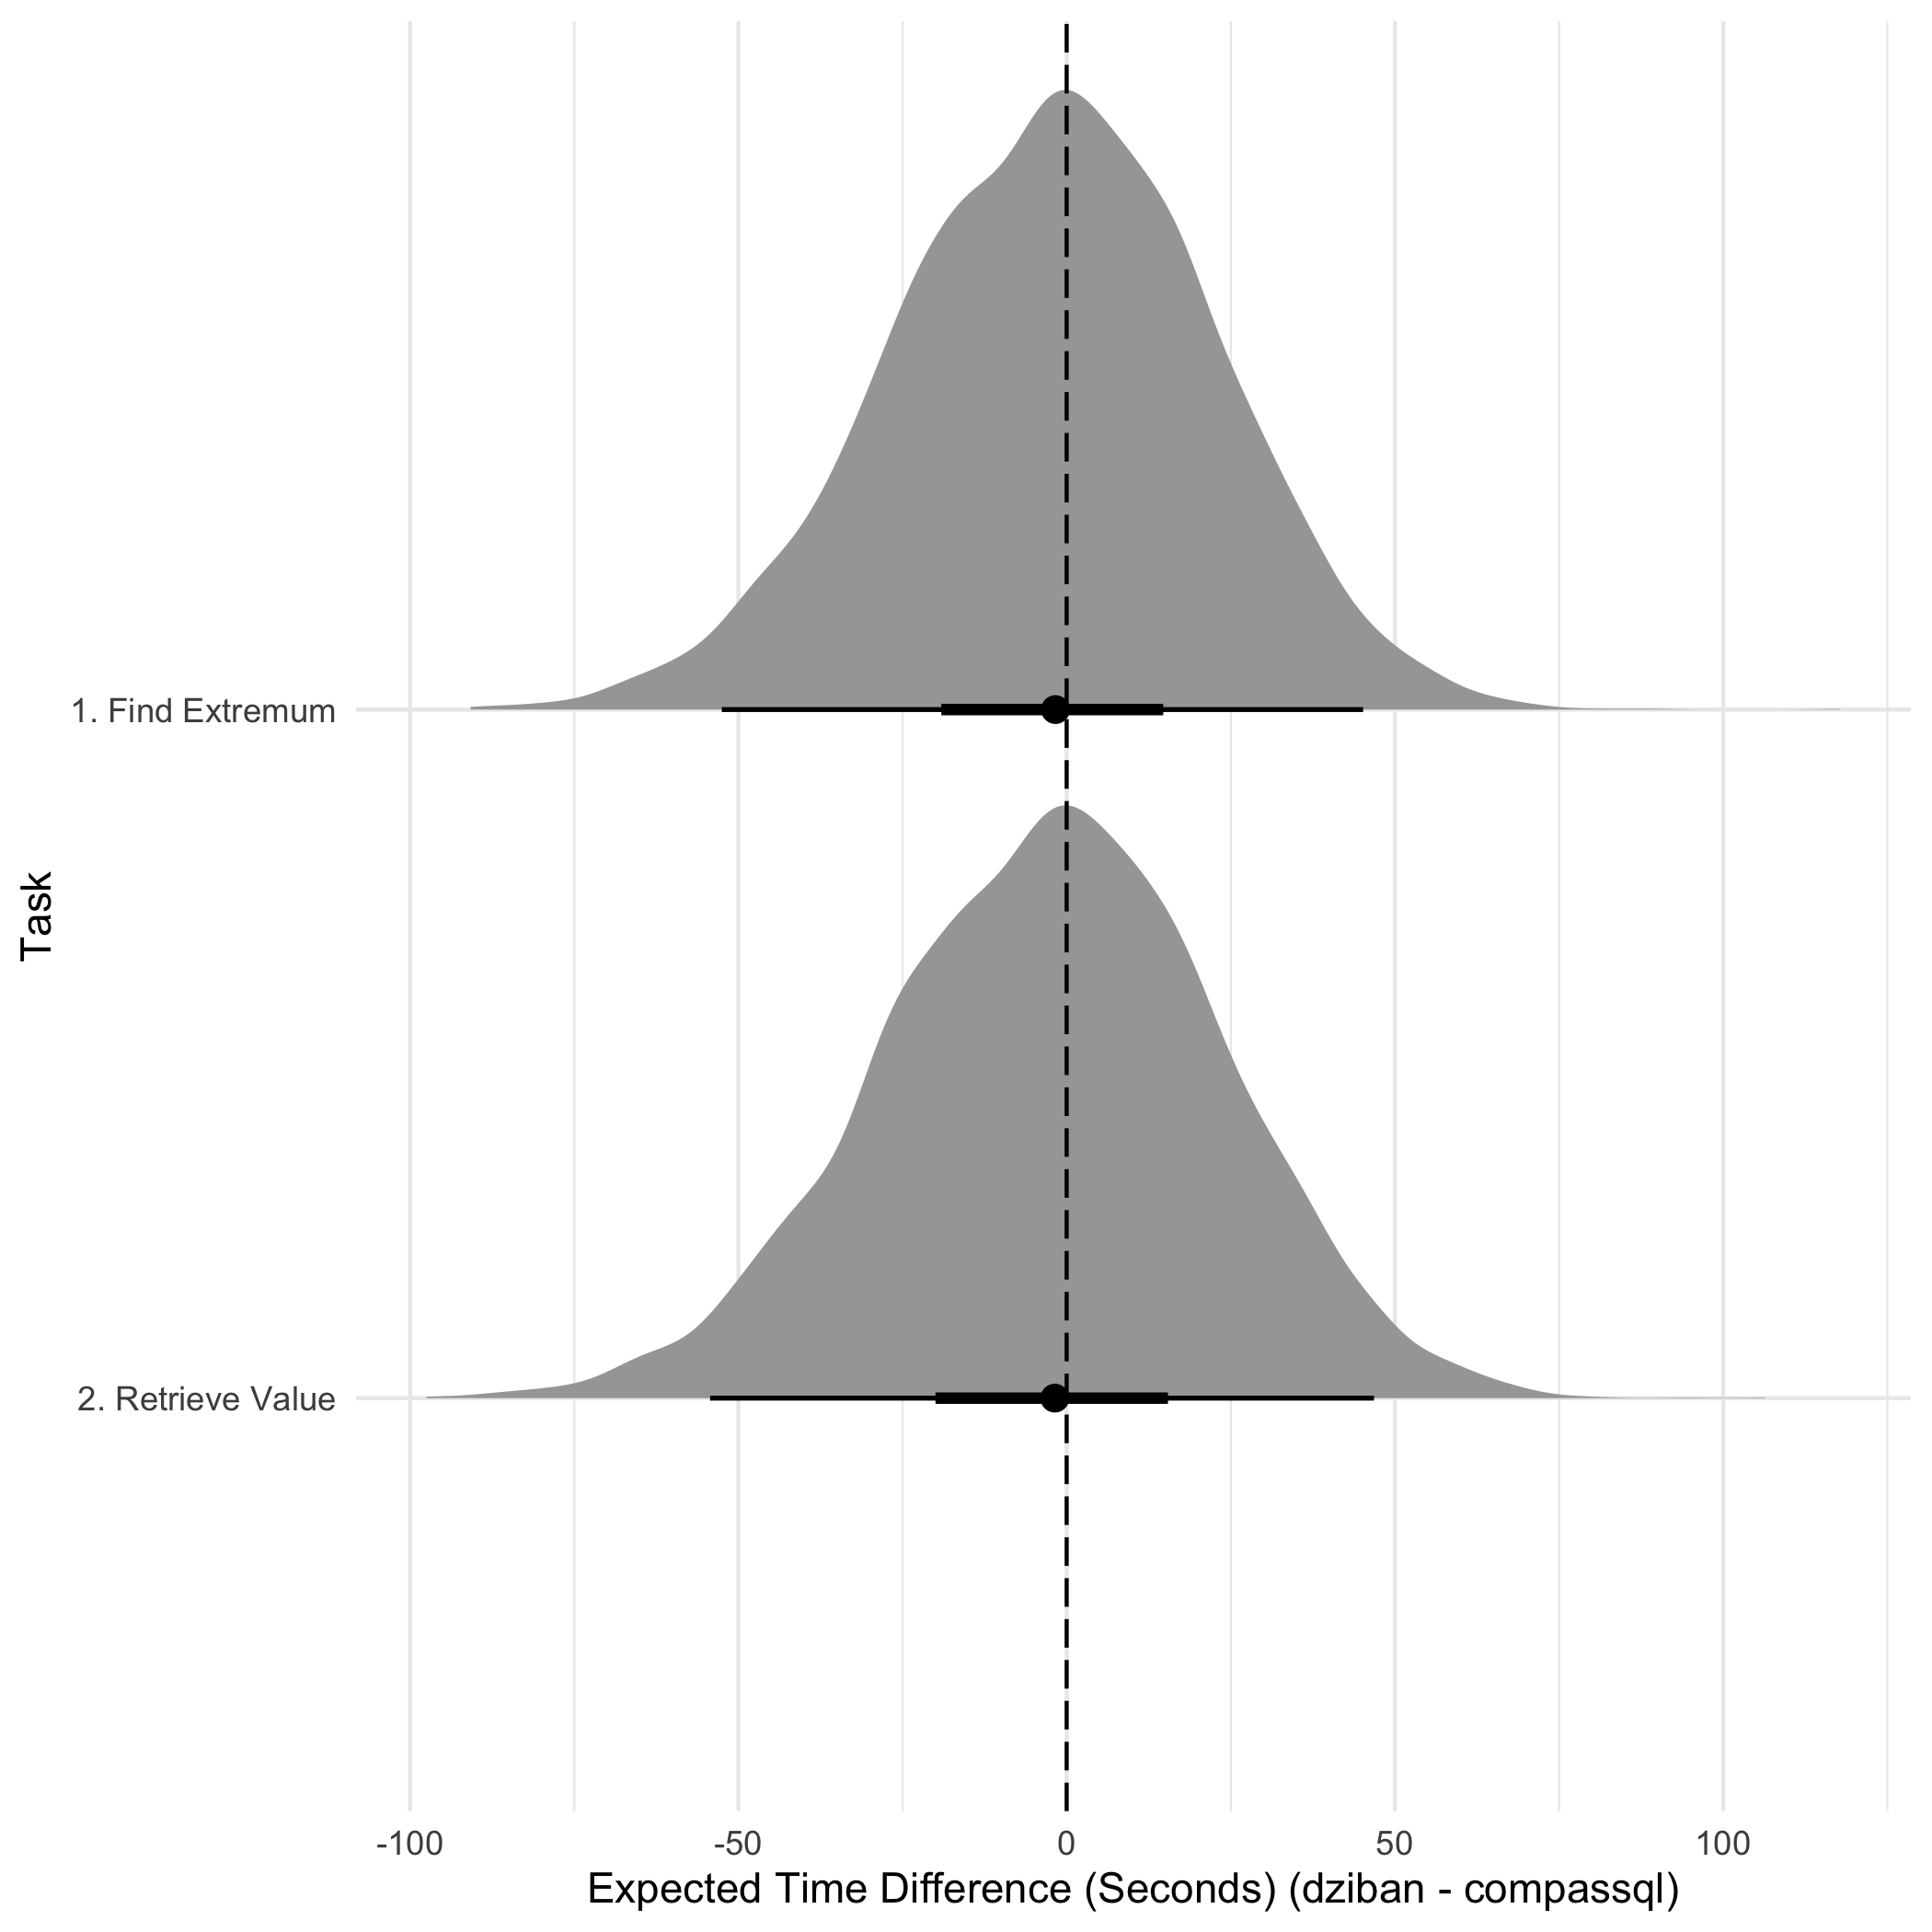 1. Find Extremum
Task
2. Retrieve Value
-100 -50 0 50 100
Expected Time Difference (Seconds) (dziban - compassql)